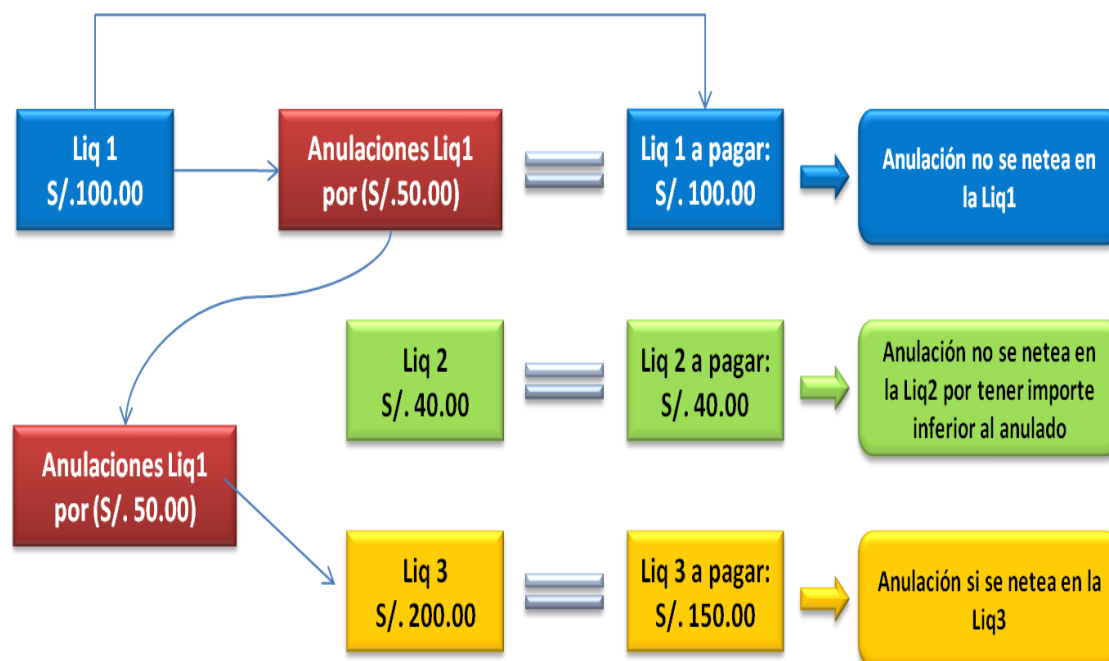 Liq 1
S/.100.00
Anulaciones Liq1
por (S/.50.00)
Liq 1 a pagar:
S/. 100.00
Anulación no se netea en
la Liq1
Liq 2
S/. 40.00
Liq 2 a pagar:
S/. 40.00
Anulación no se netea en
la Liq2 por tener importe
inferior al anulado
Anulaciones Liq1
por (S/. 50.00)
Liq 3
S/. 200.00
Liq 3 a pagar:
S/. 150.00
Anulación si se netea en la
Liq3